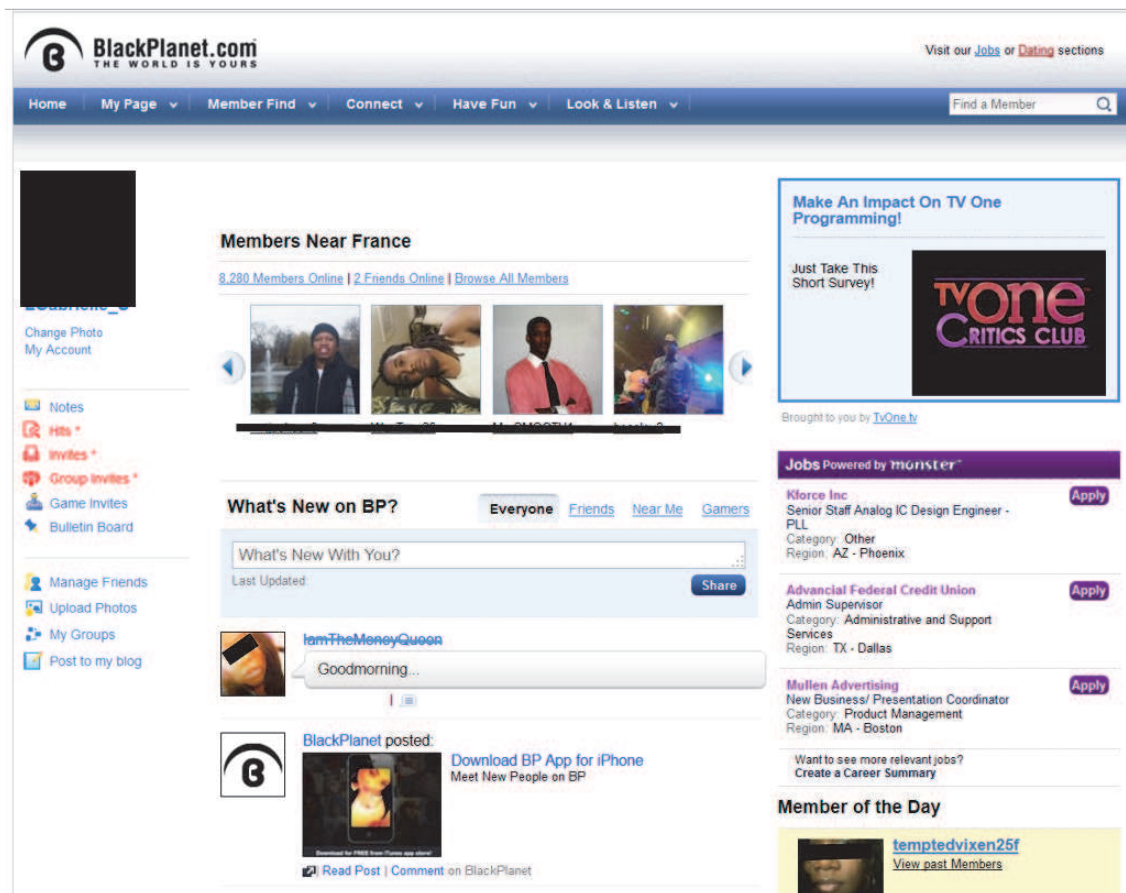 BlackPlanet.com
THE WORLD IS YOURS
Visit our Jobs or Dating sections
Home My Page Member Find Connect Have Fun Look & Listen
Find a Member
Change Photo
My Account
Notes
Hits *
Invites *
Group Invites *
Game Invites
Bulletin Board
Manage Friends
Upload Photos
My Groups
Post to my blog
Members Near France
8,280 Members Online | 2 Friends Online | Browse All Members
What's New on BP?
Everyone Friends Near Me Gamers
What's New With You?
Last Updated
Share
IamTheMoneyQueen
Goodmorning...
BlackPlanet posted:
Download BP App for iPhone
Meet New People on BP
Download for FREE from iTunes app store!
Read Post | Comment on BlackPlanet
Make An Impact On TV One
Programming!
Just Take This
Short Survey!
TVONE
CRITICS CLUB
Brought to you by TvOne.tv
Jobs Powered by monster™
Kforce Inc
Apply
Senior Staff Analog IC Design Engineer -
PLL
Category: Other
Region: AZ - Phoenix
Advancial Federal Credit Union
Apply
Admin Supervisor
Category: Administrative and Support
Services
Region: TX - Dallas
Mullen Advertising
Apply
New Business/ Presentation Coordinator
Category: Product Management
Region: MA - Boston
Want to see more relevant jobs?
Create a Career Summary
Member of the Day
temptedvixen25f
View past Members